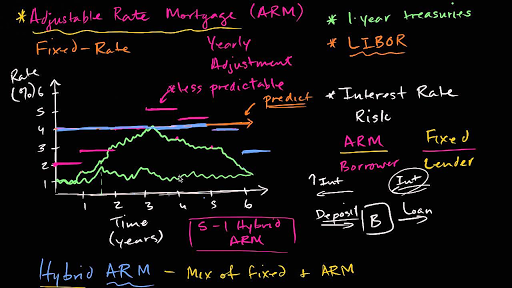 *Adjustable Rate Mortgage (ARM)
Fixed-Rate
Yearly
Adjustment
*less predictable
predict
Rate
(%)
6
5
4
3
2
1
1 2 3 4 5 6
Time
(years)
5-1 Hybrid
ARM
Hybrid ARM - Mix of fixed + ARM
* 1-year treasuries
* LIBOR
* Interest Rate
Risk
ARM Fixed
Borrower Lender
↑Int Int
Deposit B Loan